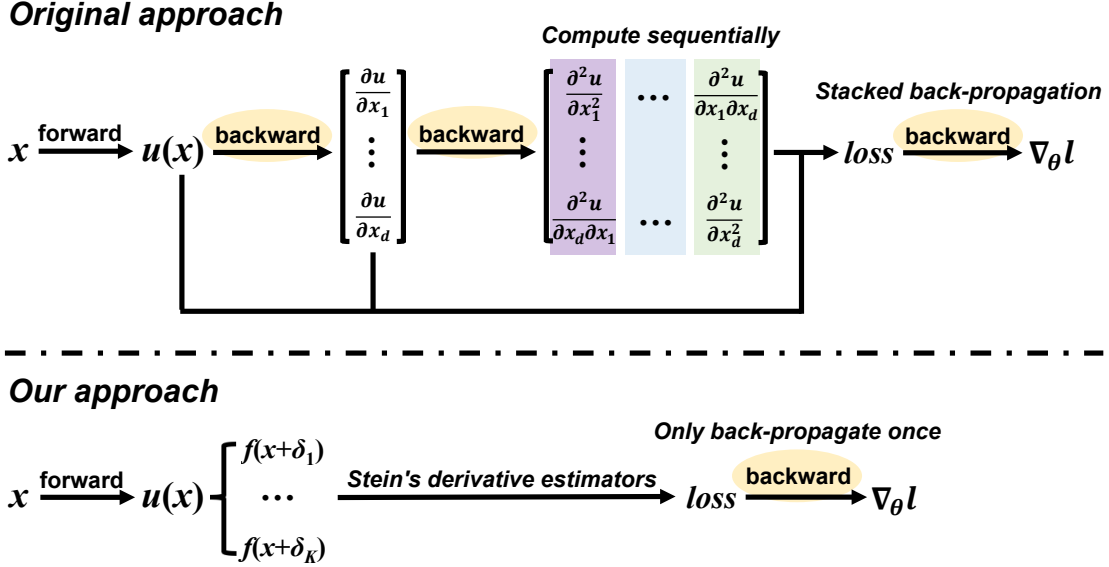 Original approach
Compute sequentially
Stacked back-propagation
x forward u(x) backward [∂u/∂x₁ ⋮ ∂u/∂x_d] backward [∂²u/∂x₁² ⋯ ∂²u/∂x₁∂x_d ⋮ ⋮ ∂²u/∂x_d∂x₁ ⋯ ∂²u/∂x_d²] loss backward ∇_θ l
Our approach
Only back-propagate once
x forward u(x) { f(x+δ₁) ⋯ f(x+δ_K) Stein's derivative estimators loss backward ∇_θ l